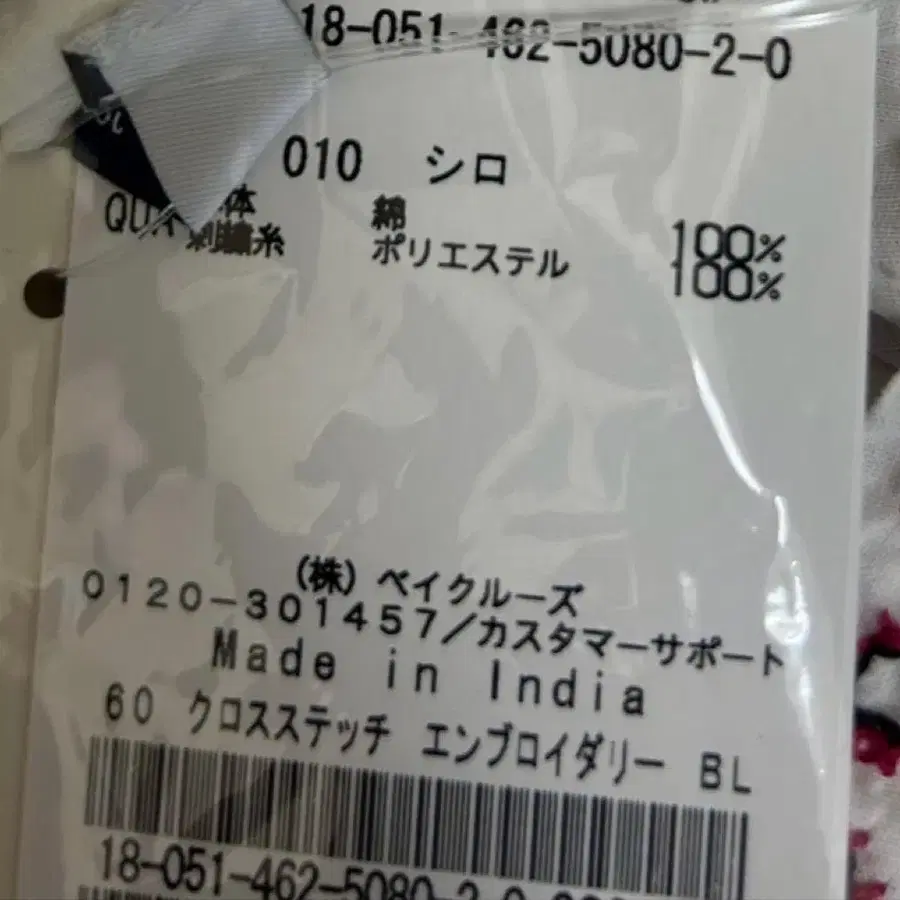 18-051-462-5080-2-0
010 シロ
体 綿 100%
刺繍糸 ポリエステル 100%
(株) ベイクルーズ
0120-301457/カスタマーサポート
Made in India
60 クロスステッチ エンブロイダリー BL
18-051-462-5080-2-0